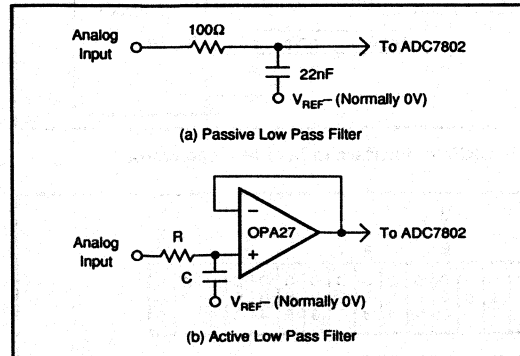 100Ω
Analog Input
To ADC7802
22nF
V_REF– (Normally 0V)
(a) Passive Low Pass Filter
–
OPA27
+
R
Analog Input
To ADC7802
C
V_REF– (Normally 0V)
(b) Active Low Pass Filter